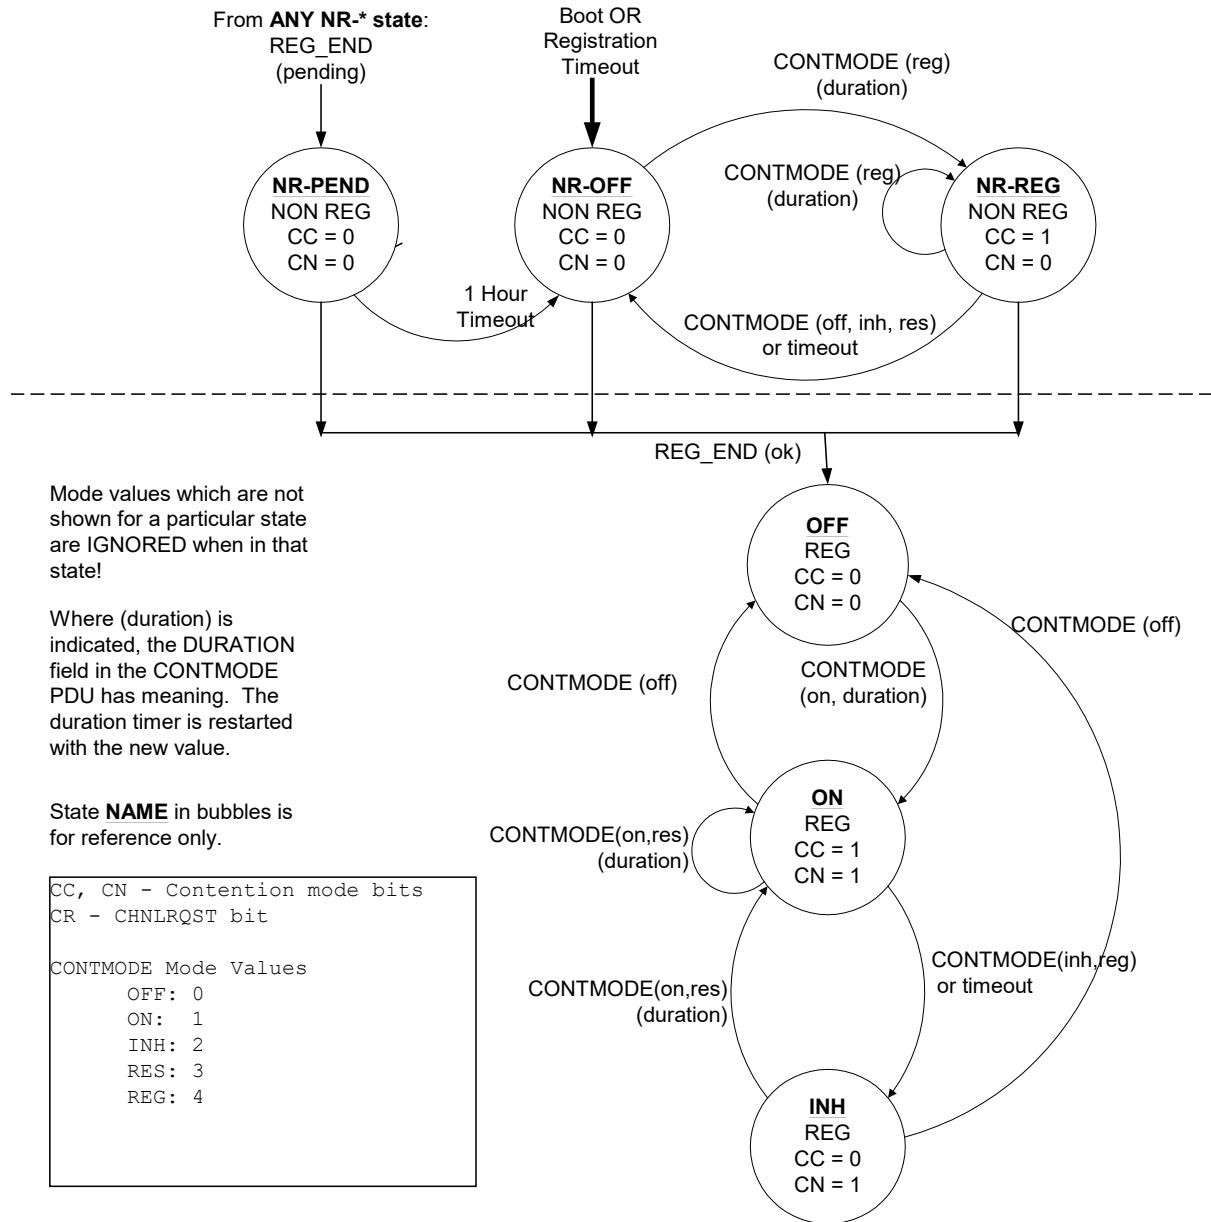 From ANY NR-* state:
REG_END
(pending)
Boot OR
Registration
Timeout
CONTMODE (reg)
(duration)
NR-PEND
NON REG
CC = 0
CN = 0
NR-OFF
NON REG
CC = 0
CN = 0
CONTMODE (reg)
(duration)
NR-REG
NON REG
CC = 1
CN = 0
1 Hour
Timeout
CONTMODE (off, inh, res)
or timeout
REG_END (ok)
Mode values which are not
shown for a particular state
are IGNORED when in that
state!
Where (duration) is
indicated, the DURATION
field in the CONTMODE
PDU has meaning.  The
duration timer is restarted
with the new value.
State NAME in bubbles is
for reference only.
CC, CN - Contention mode bits
CR - CHNLRQST bit
CONTMODE Mode Values
OFF: 0
ON:  1
INH: 2
RES: 3
REG: 4
OFF
REG
CC = 0
CN = 0
CONTMODE (off)
CONTMODE
(on, duration)
CONTMODE (off)
ON
REG
CC = 1
CN = 1
CONTMODE(on,res)
(duration)
CONTMODE(inh,reg)
or timeout
CONTMODE(on,res)
(duration)
INH
REG
CC = 0
CN = 1